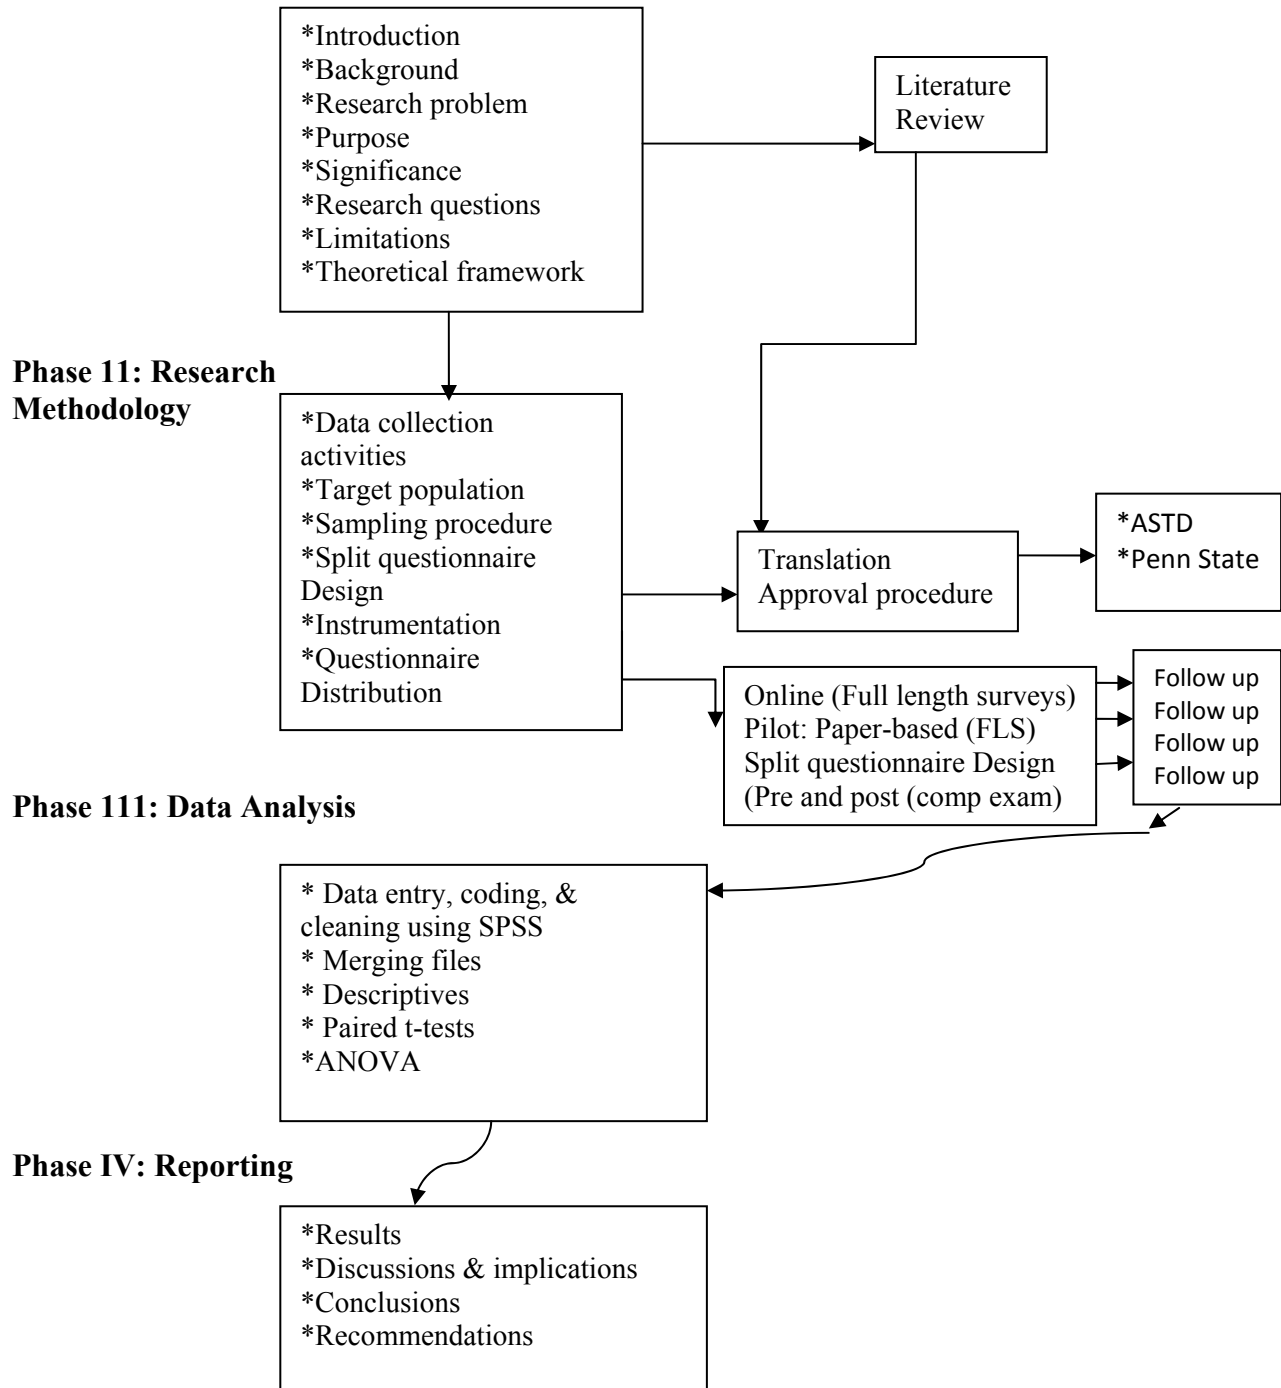 *Introduction
*Background
*Research problem
*Purpose
*Significance
*Research questions
*Limitations
*Theoretical framework
Literature
Review
Phase 11: Research
Methodology
*Data collection
activities
*Target population
*Sampling procedure
*Split questionnaire
Design
*Instrumentation
*Questionnaire
Distribution
Translation
Approval procedure
*ASTD
*Penn State
Online (Full length surveys)
Pilot: Paper-based (FLS)
Split questionnaire Design
(Pre and post (comp exam)
Follow up
Follow up
Follow up
Follow up
Phase 111: Data Analysis
* Data entry, coding, &
cleaning using SPSS
* Merging files
* Descriptives
* Paired t-tests
*ANOVA
Phase IV: Reporting
*Results
*Discussions & implications
*Conclusions
*Recommendations